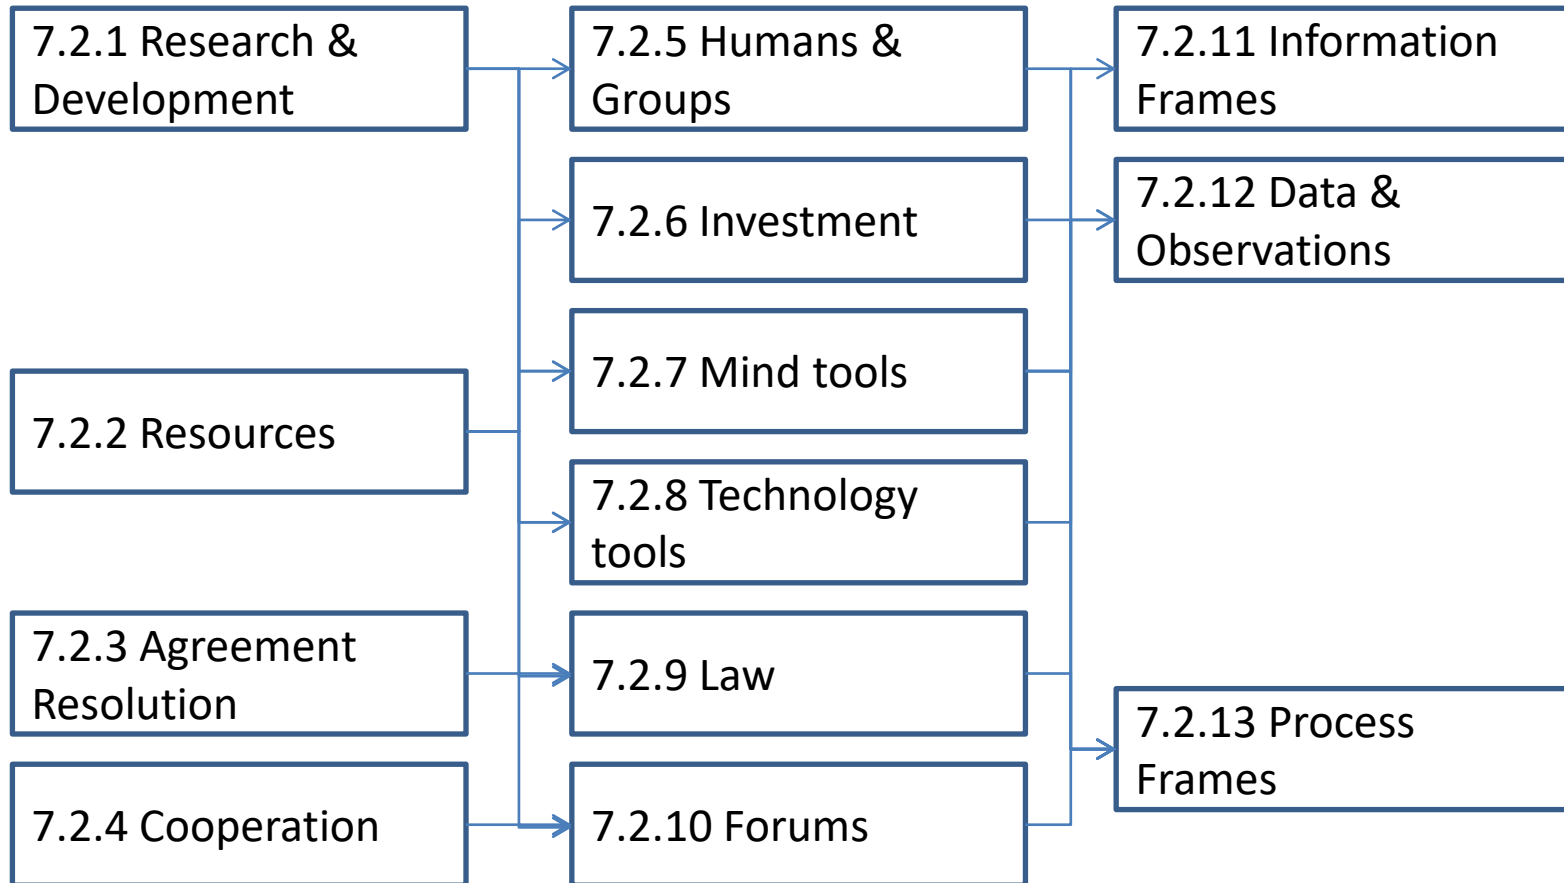 7.2.1 Research &
Development
7.2.2 Resources
7.2.3 Agreement
Resolution
7.2.4 Cooperation
7.2.5 Humans &
Groups
7.2.6 Investment
7.2.7 Mind tools
7.2.8 Technology
tools
7.2.9 Law
7.2.10 Forums
7.2.11 Information
Frames
7.2.12 Data &
Observations
7.2.13 Process
Frames